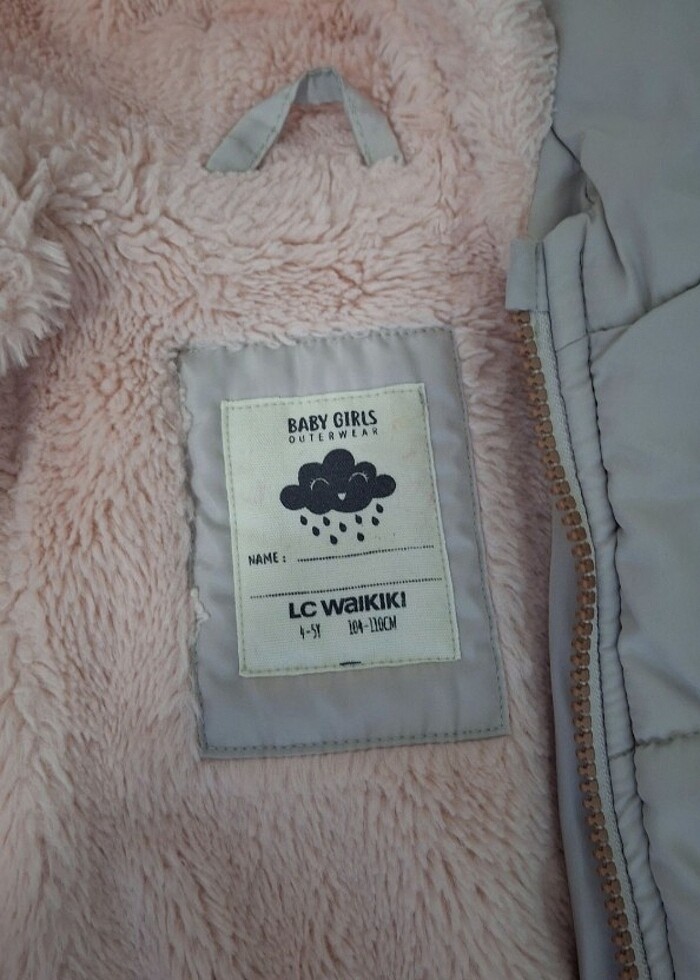 BABY GIRLS
OUTERWEAR
NAME :
LC WAIKIKI
4-5Y 104-110CM